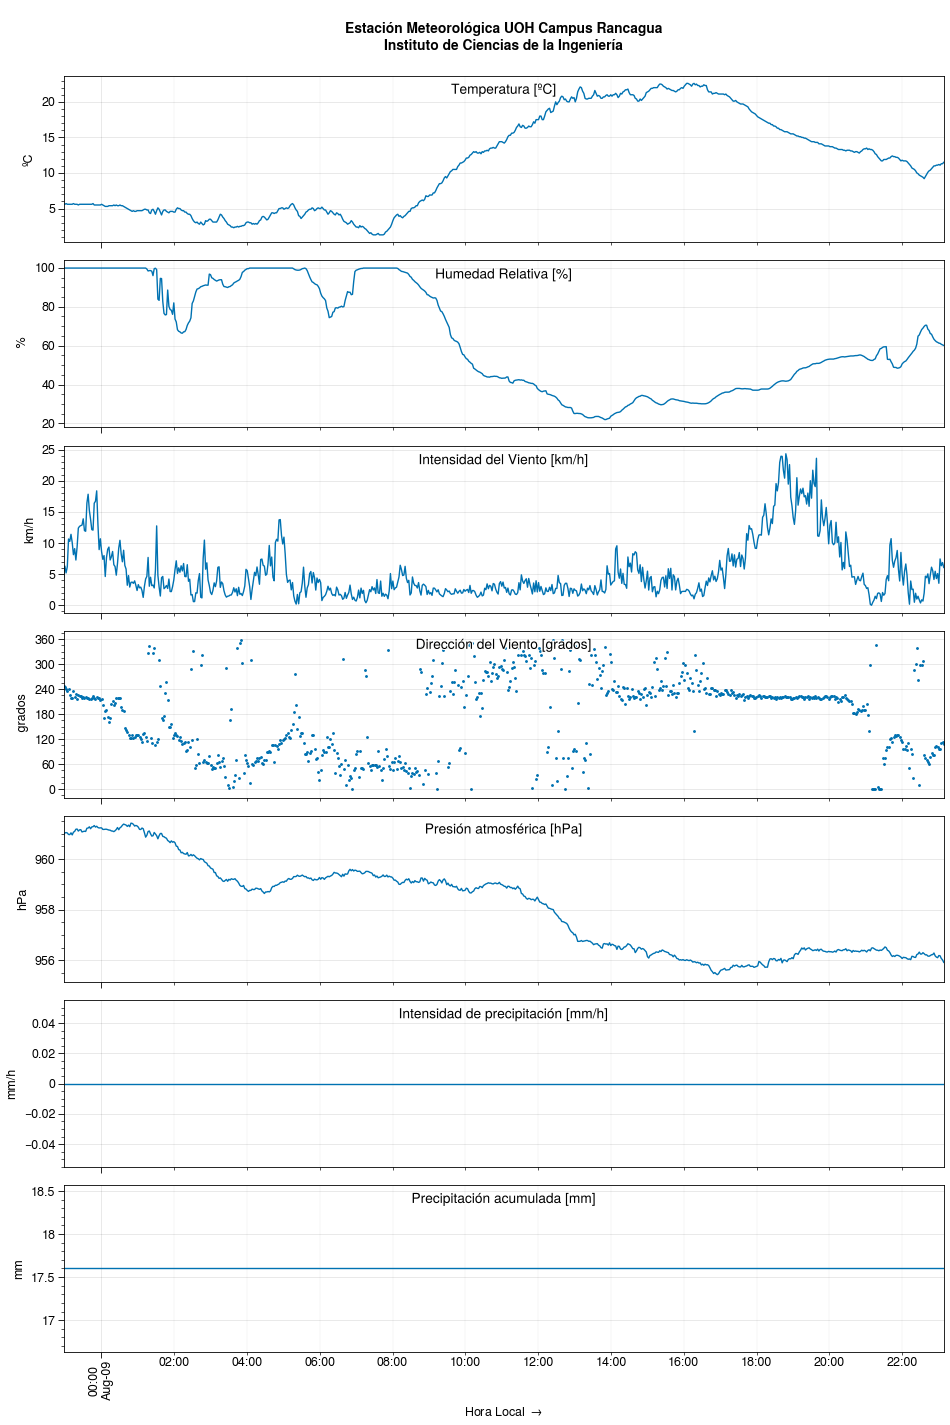 Estación Meteorológica UOH Campus Rancagua
Instituto de Ciencias de la Ingeniería
Temperatura [ºC]
ºC
20
15
10
5
Humedad Relativa [%]
%
100
80
60
40
20
Intensidad del Viento [km/h]
km/h
25
20
15
10
5
0
Dirección del Viento [grados]
grados
360
300
240
180
120
60
0
Presión atmosférica [hPa]
hPa
960
958
956
Intensidad de precipitación [mm/h]
mm/h
0.04
0.02
0
−0.02
−0.04
Precipitación acumulada [mm]
mm
18.5
18
17.5
17
00:00
Aug-09
02:00
04:00
06:00
08:00
10:00
12:00
14:00
16:00
18:00
20:00
22:00
Hora Local →